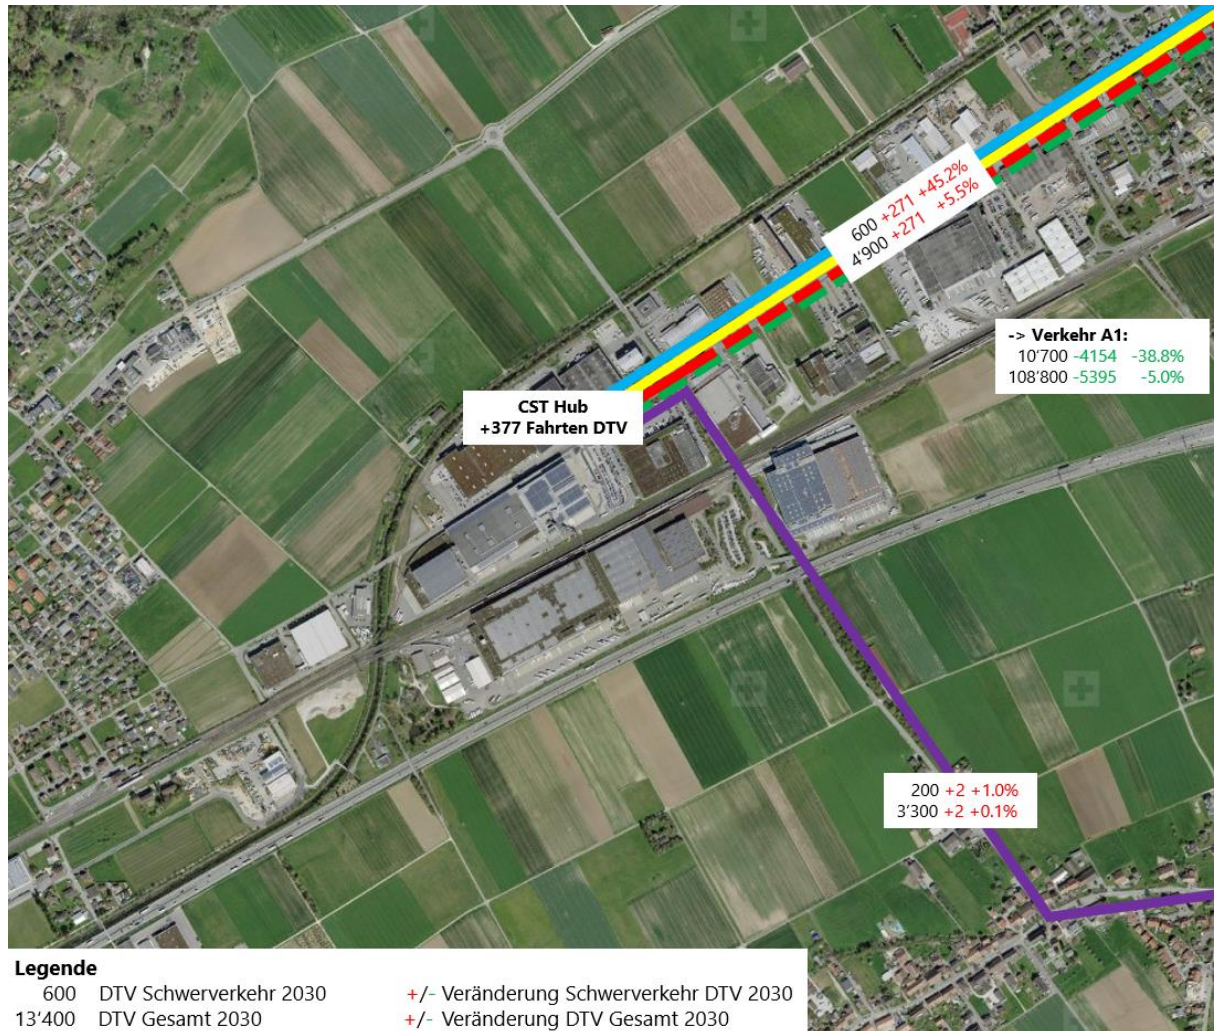 600 +271 +45.2%
4'900 +271 +5.5%
-> Verkehr A1:
10'700 -4154 -38.8%
108'800 -5395 -5.0%
CST Hub
+377 Fahrten DTV
200 +2 +1.0%
3'300 +2 +0.1%
Legende
600 DTV Schwerverkehr 2030 +/- Veränderung Schwerverkehr DTV 2030
13'400 DTV Gesamt 2030 +/- Veränderung DTV Gesamt 2030